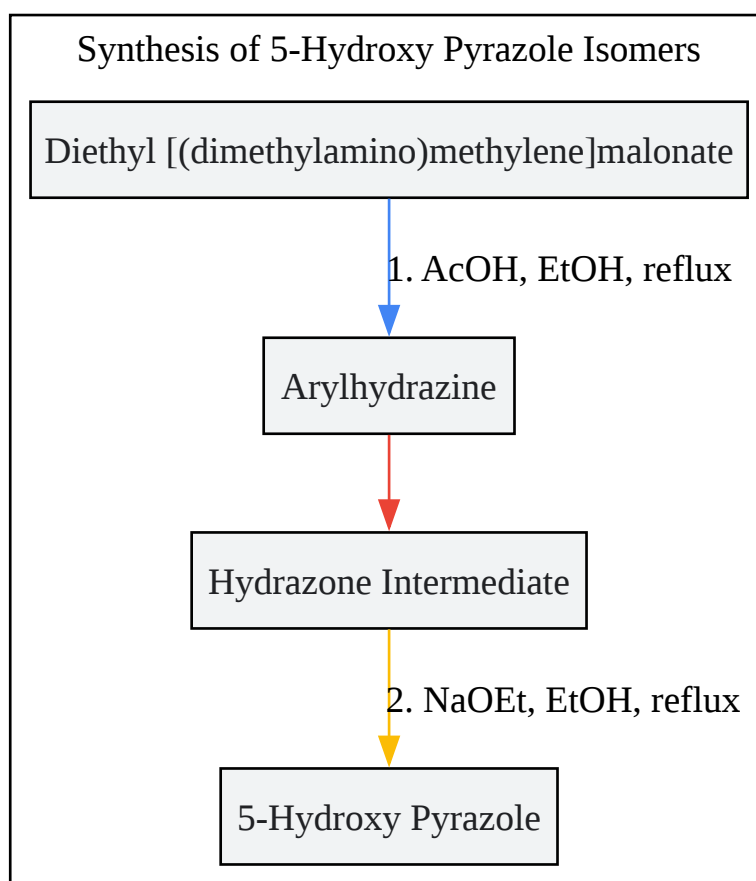 Synthesis of 5-Hydroxy Pyrazole Isomers
Diethyl [(dimethylamino)methylene]malonate
1. AcOH, EtOH, reflux
Arylhydrazine
Hydrazone Intermediate
2. NaOEt, EtOH, reflux
5-Hydroxy Pyrazole